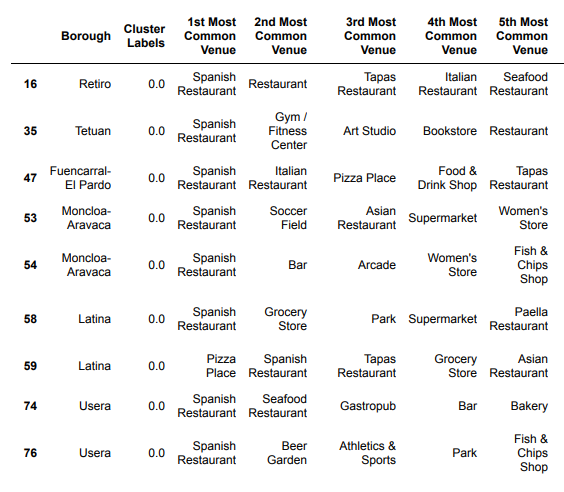 Borough Cluster Labels 1st Most Common Venue 2nd Most Common Venue 3rd Most Common Venue 4th Most Common Venue 5th Most Common Venue
16 Retiro 0.0 Spanish Restaurant Restaurant Tapas Restaurant Italian Restaurant Seafood Restaurant
35 Tetuan 0.0 Spanish Restaurant Gym / Fitness Center Art Studio Bookstore Restaurant
47 Fuencarral-El Pardo 0.0 Spanish Restaurant Italian Restaurant Pizza Place Food & Drink Shop Tapas Restaurant
53 Moncloa-Aravaca 0.0 Spanish Restaurant Soccer Field Asian Restaurant Supermarket Women's Store
54 Moncloa-Aravaca 0.0 Spanish Restaurant Bar Arcade Women's Store Fish & Chips Shop
58 Latina 0.0 Spanish Restaurant Grocery Store Park Supermarket Paella Restaurant
59 Latina 0.0 Pizza Place Spanish Restaurant Tapas Restaurant Grocery Store Asian Restaurant
74 Usera 0.0 Spanish Restaurant Seafood Restaurant Gastropub Bar Bakery
76 Usera 0.0 Spanish Restaurant Beer Garden Athletics & Sports Park Fish & Chips Shop